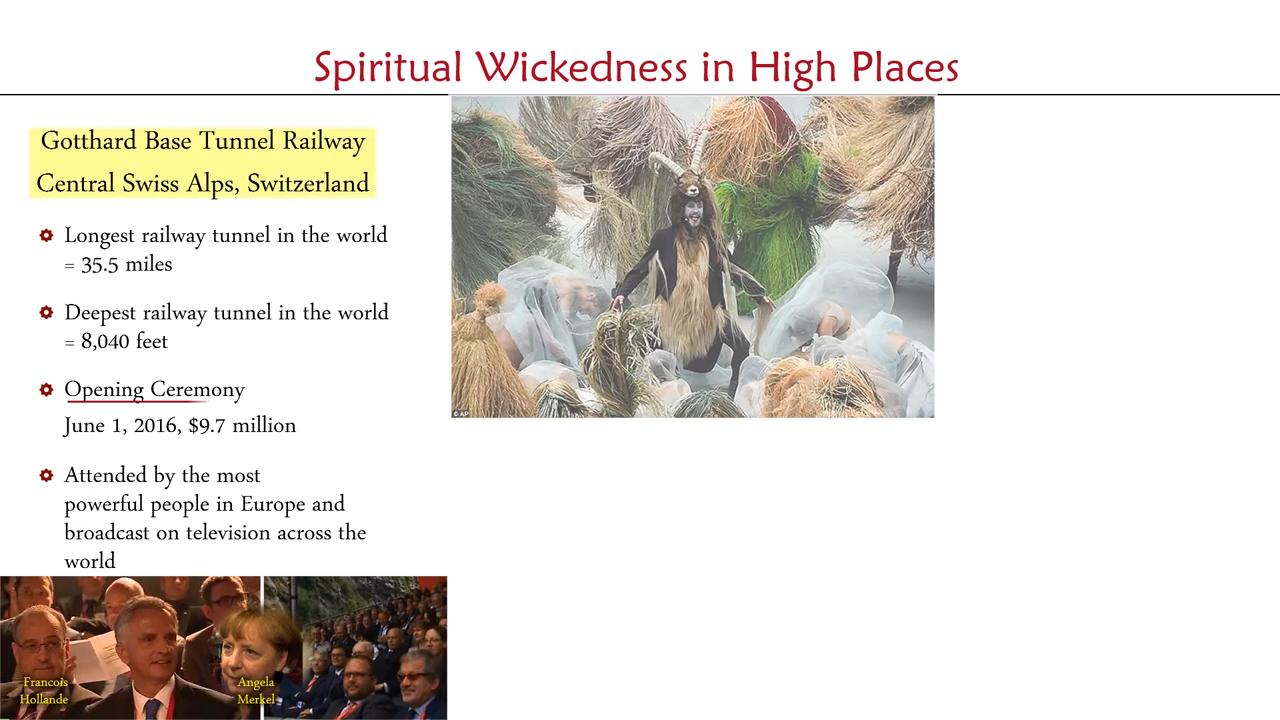 Spiritual Wickedness in High Places
Gotthard Base Tunnel Railway
Central Swiss Alps, Switzerland
Longest railway tunnel in the world
= 35.5 miles
Deepest railway tunnel in the world
= 8,040 feet
Opening Ceremony
June 1, 2016, $9.7 million
Attended by the most
powerful people in Europe and
broadcast on television across the
world
© AP
Francois
Hollande
Angela
Merkel